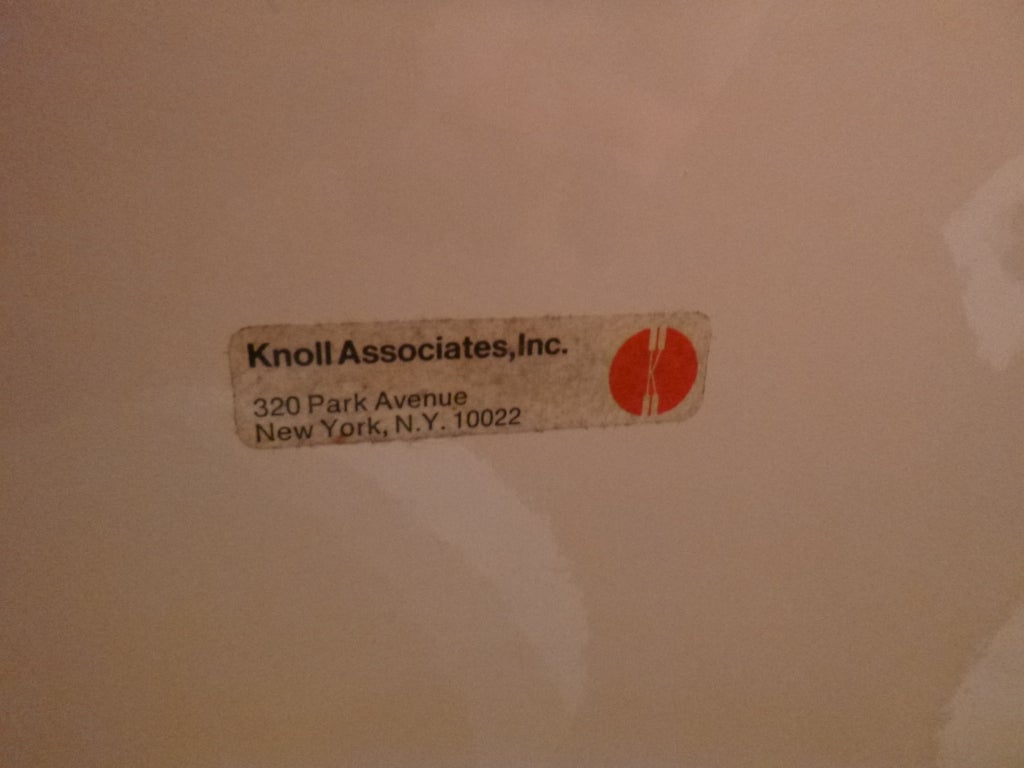 Knoll Associates,Inc.
320 Park Avenue
New York, N.Y. 10022